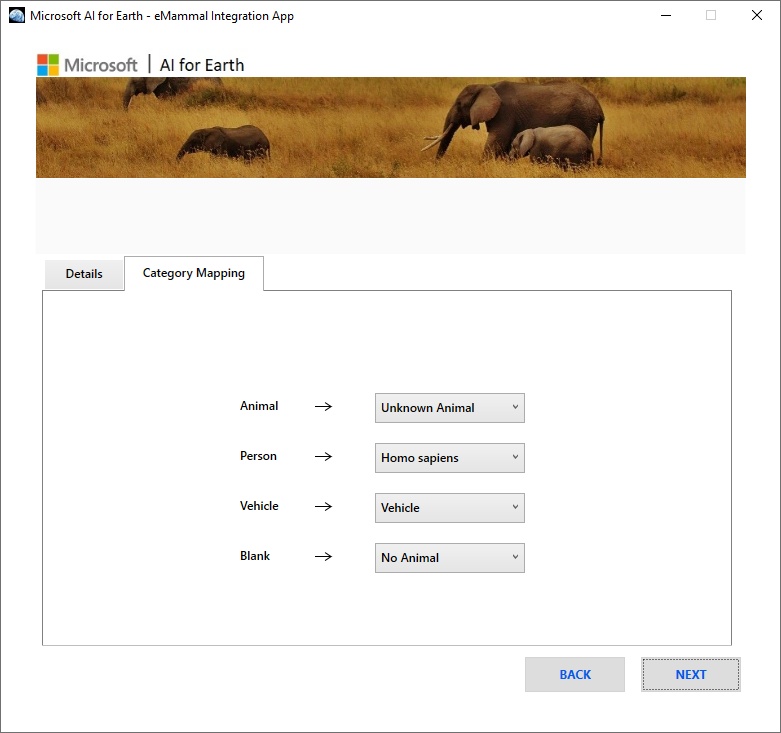 Microsoft AI for Earth - eMammal Integration App
Microsoft | AI for Earth
Details Category Mapping
Animal → Unknown Animal
Person → Homo sapiens
Vehicle → Vehicle
Blank → No Animal
BACK NEXT